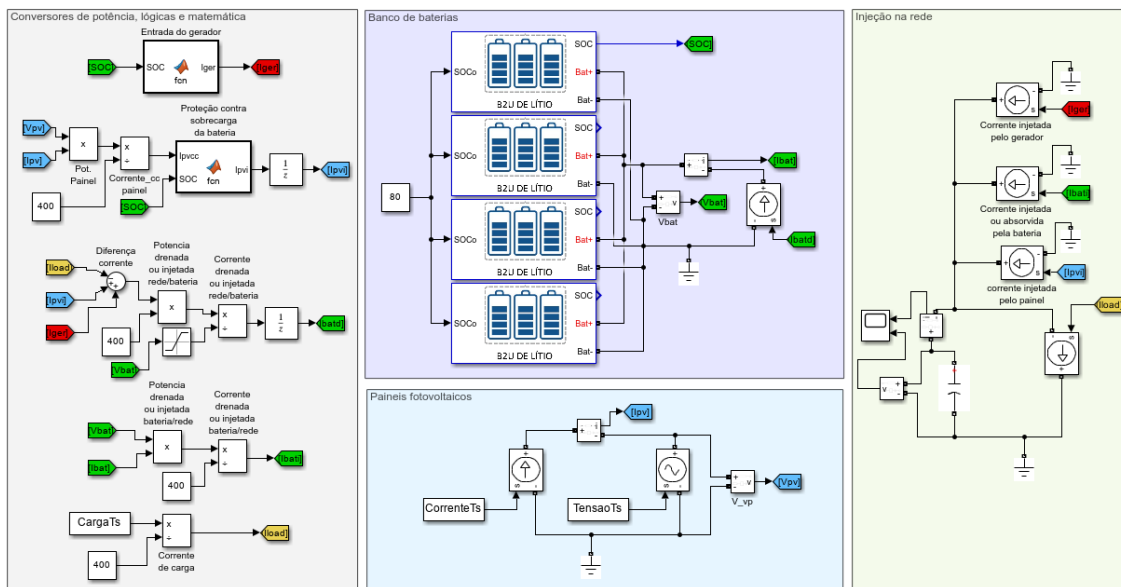 Conversores de potência, lógicas e matemática
Entrada do gerador
[SOC]
SOC
fcn
Iger
[Iger]
Proteção contra
sobrecarga
da bateria
[Vpv]
[Ipv]
x
Pot.
Painel
x
÷
Corrente_cc
painel
400
[SOC]
Ipvcc
SOC
fcn
Ipvi
1
z
[Ipvi]
Diferença
corrente
[Iload]
[Ipvi]
[Iger]
Potencia
drenada
ou injetada
rede/bateria
x
400
[Vbat]
Corrente
drenada
ou injetada
rede/bateria
x
÷
1
z
[Ibatd]
Potencia
drenada
ou injetada
bateria/rede
[Vbat]
[Ibat]
x
400
Corrente
drenada
ou injetada
bateria/rede
x
÷
[Ibati]
CargaTs
400
x
÷
Corrente
de carga
[Iload]
Banco de baterias
80
SOCo
SOC
Bat+
Bat-
B2U DE LÍTIO
[SOC]
SOCo
SOC
Bat+
Bat-
B2U DE LÍTIO
SOCo
SOC
Bat+
Bat-
B2U DE LÍTIO
SOCo
SOC
Bat+
Bat-
B2U DE LÍTIO
+
-
i
[Ibat]
+
-
v
Vbat
[Vbat]
+
-
s
[Ibatd]
Paineis fotovoltaicos
CorrenteTs
s
+
-
i
[Ipv]
TensaoTs
s
+
-
v
V_vp
[Vpv]
Injeção na rede
+
-
s
[Iger]
Corrente injetada
pelo gerador
+
-
s
[Ibati]
Corrente injetada
ou absorvida
pela bateria
+
-
s
[Ipvi]
corrente injetada
pelo painel
[Iload]
s
v
+
-
+